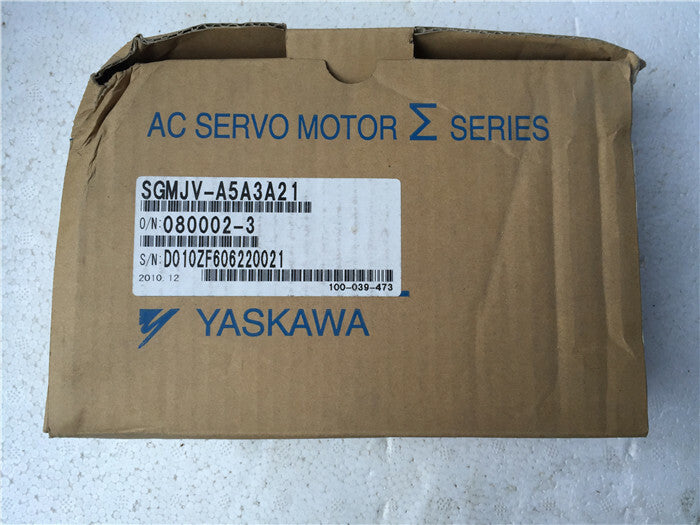 AC SERVO MOTOR Σ SERIES
SGMJV-A5A3A21
O/N: 080002-3
S/N: D010ZF606220021
2010.12
100-039-473
YASKAWA